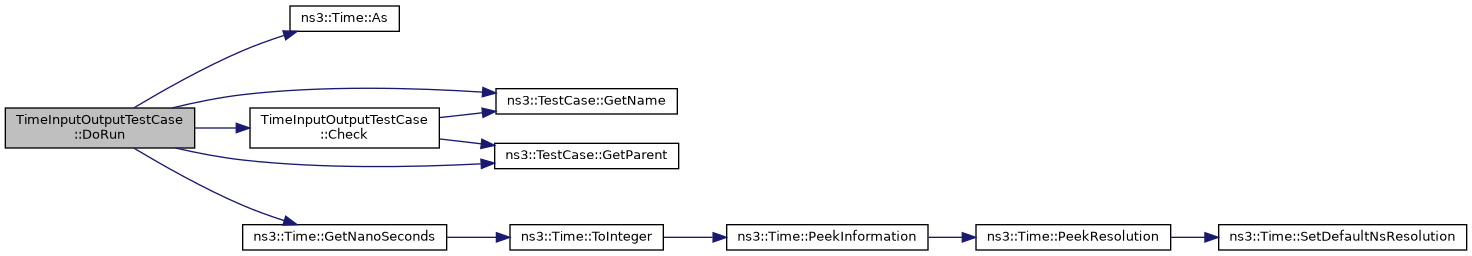 ns3::Time::As
ns3::TestCase::GetName
TimeInputOutputTestCase
::DoRun
TimeInputOutputTestCase
::Check
ns3::TestCase::GetParent
ns3::Time::GetNanoSeconds
ns3::Time::ToInteger
ns3::Time::PeekInformation
ns3::Time::PeekResolution
ns3::Time::SetDefaultNsResolution